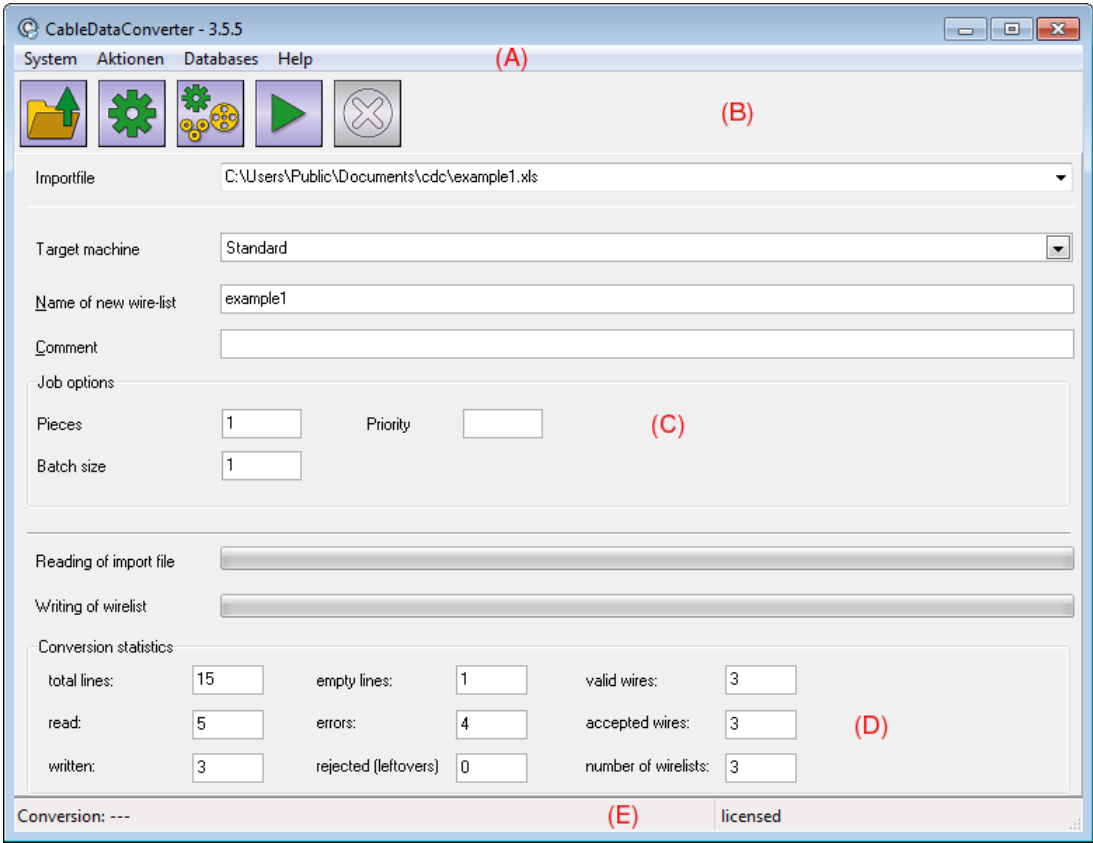 CableDataConverter - 3.5.5
System Aktionen Databases Help (A)
(B)
Importfile C:\Users\Public\Documents\cdc\example1.xls
Target machine Standard
Name of new wire-list example1
Comment
Job options
Pieces 1 Priority (C)
Batch size 1
Reading of import file
Writing of wirelist
Conversion statistics
total lines: 15 empty lines: 1 valid wires: 3
read: 5 errors: 4 accepted wires: 3 (D)
written: 3 rejected (leftovers) 0 number of wirelists: 3
Conversion: --- (E) licensed